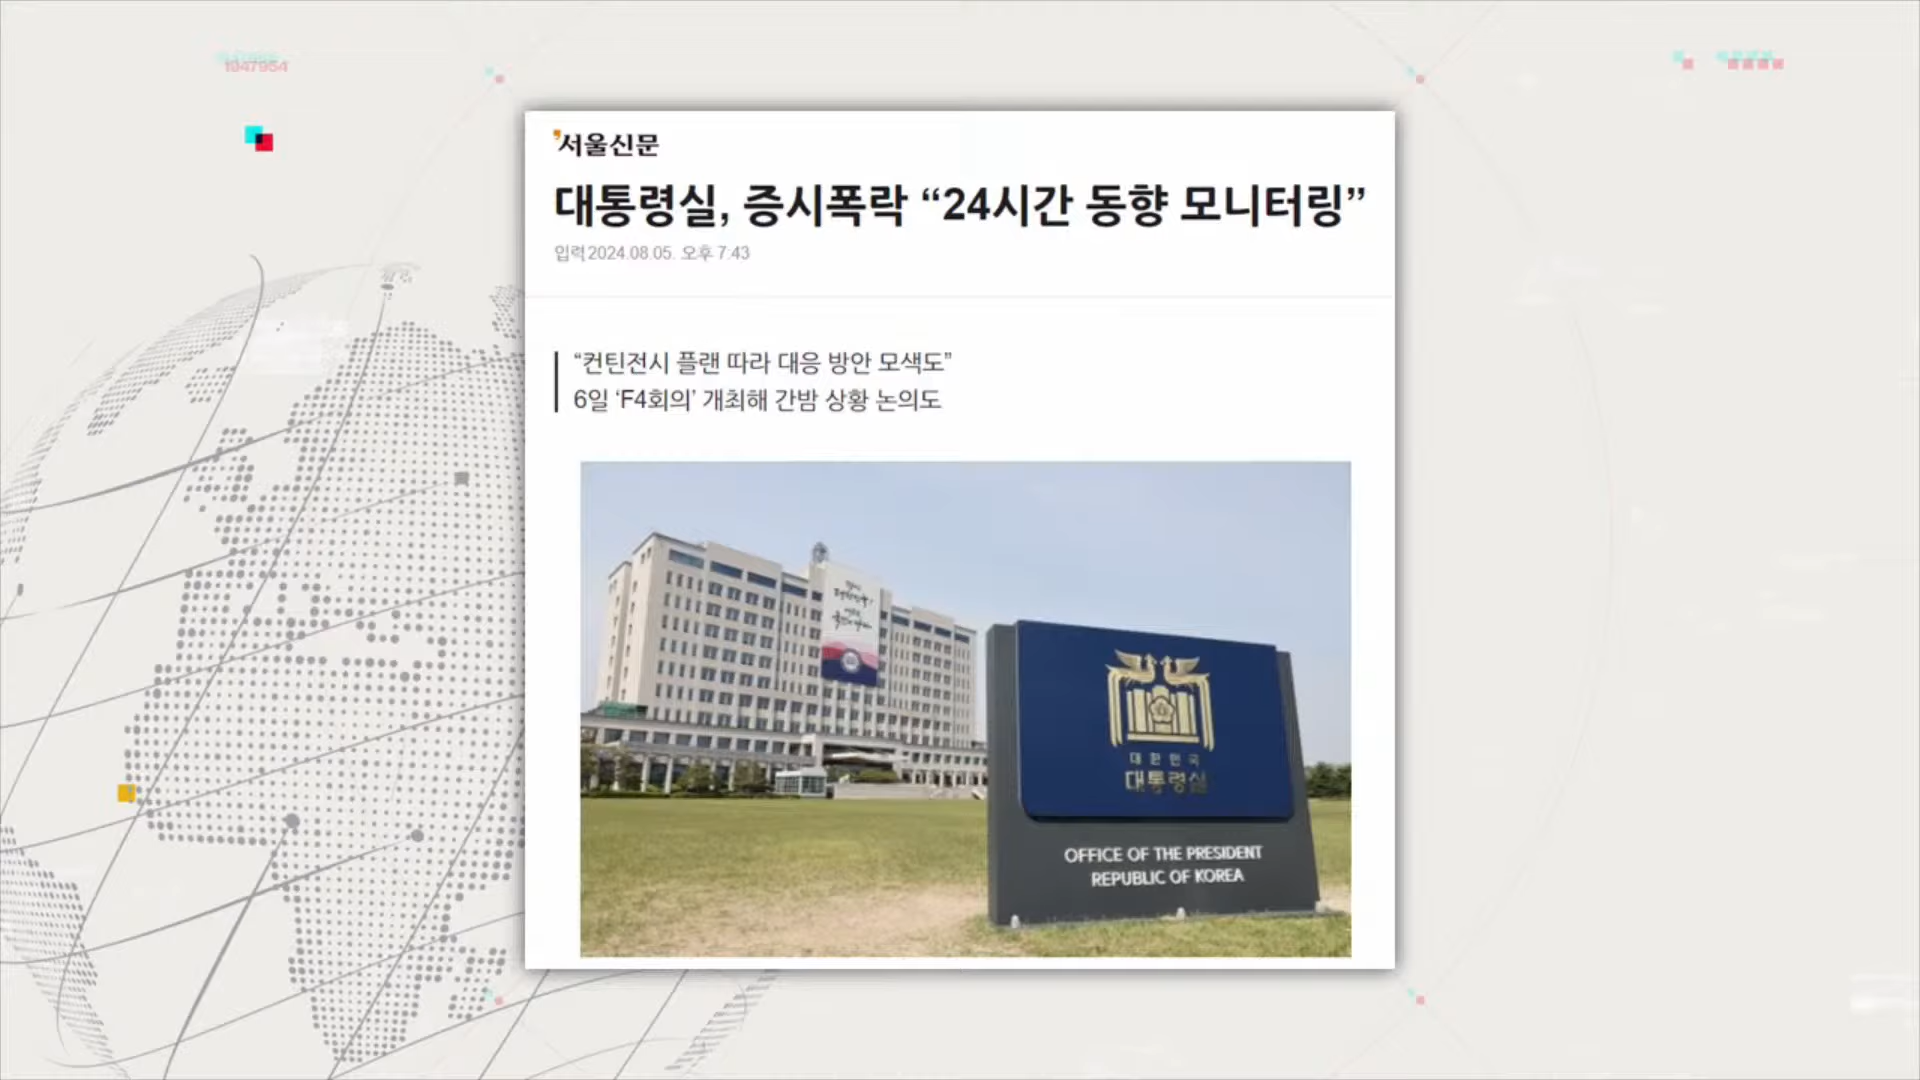 1947954
서울신문
대통령실, 증시폭락 “24시간 동향 모니터링”
입력 2024.08.05. 오후 7:43
“컨틴전시 플랜 따라 대응 방안 모색도”
6일 ‘F4회의’ 개최해 간밤 상황 논의도
대한민국
대통령실
OFFICE OF THE PRESIDENT
REPUBLIC OF KOREA